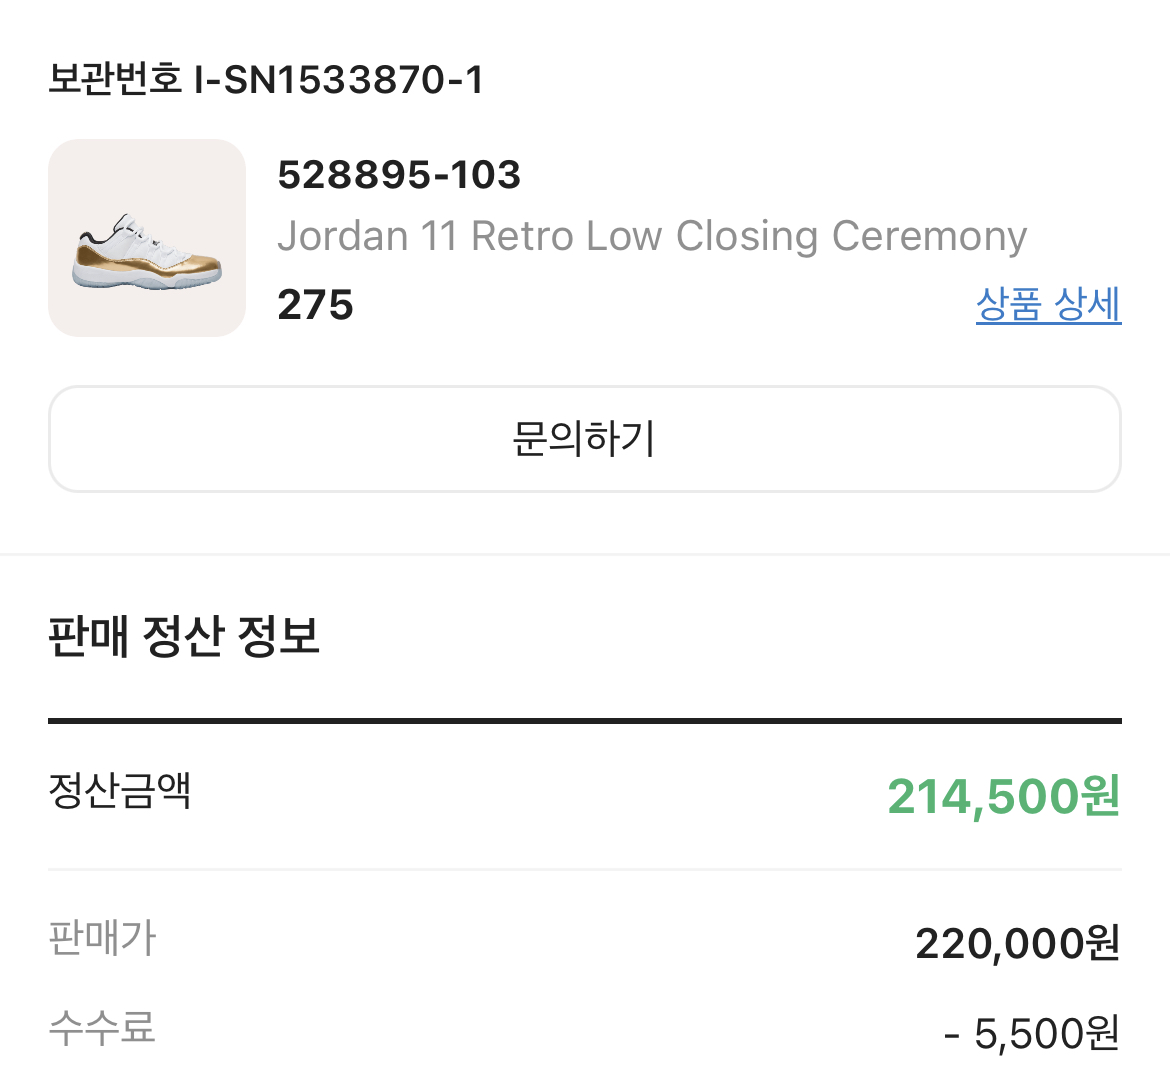 보관번호 I-SN1533870-1
528895-103
Jordan 11 Retro Low Closing Ceremony
275
상품 상세
문의하기
판매 정산 정보
정산금액 214,500원
판매가 220,000원
수수료 - 5,500원